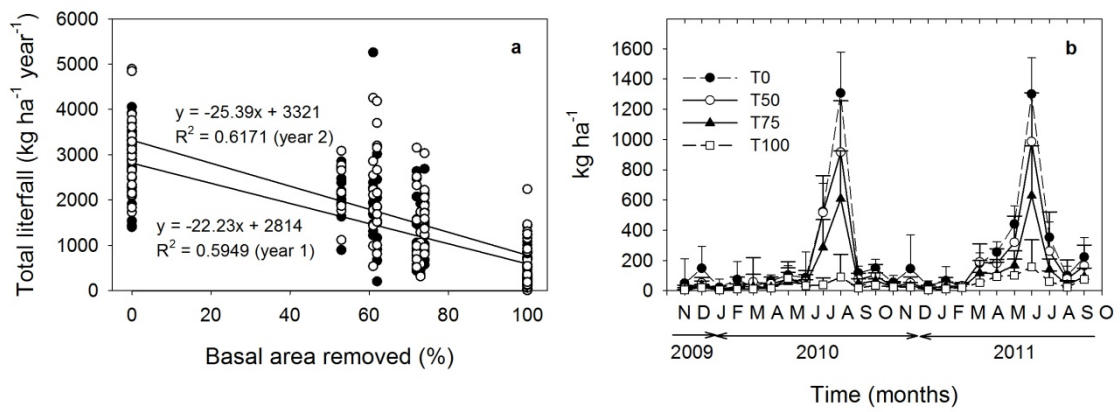 Total literfall (kg ha⁻¹ year⁻¹)
6000
5000
4000
3000
2000
1000
0
a
y = -25.39x + 3321
R² = 0.6171 (year 2)
y = -22.23x + 2814
R² = 0.5949 (year 1)
0 20 40 60 80 100
Basal area removed (%)
kg ha⁻¹
1600
1400
1200
1000
800
600
400
200
0
b
T0
T50
T75
T100
N D J F M A M J J A S O N D J F M A M J J A S O
2009 2010 2011
Time (months)